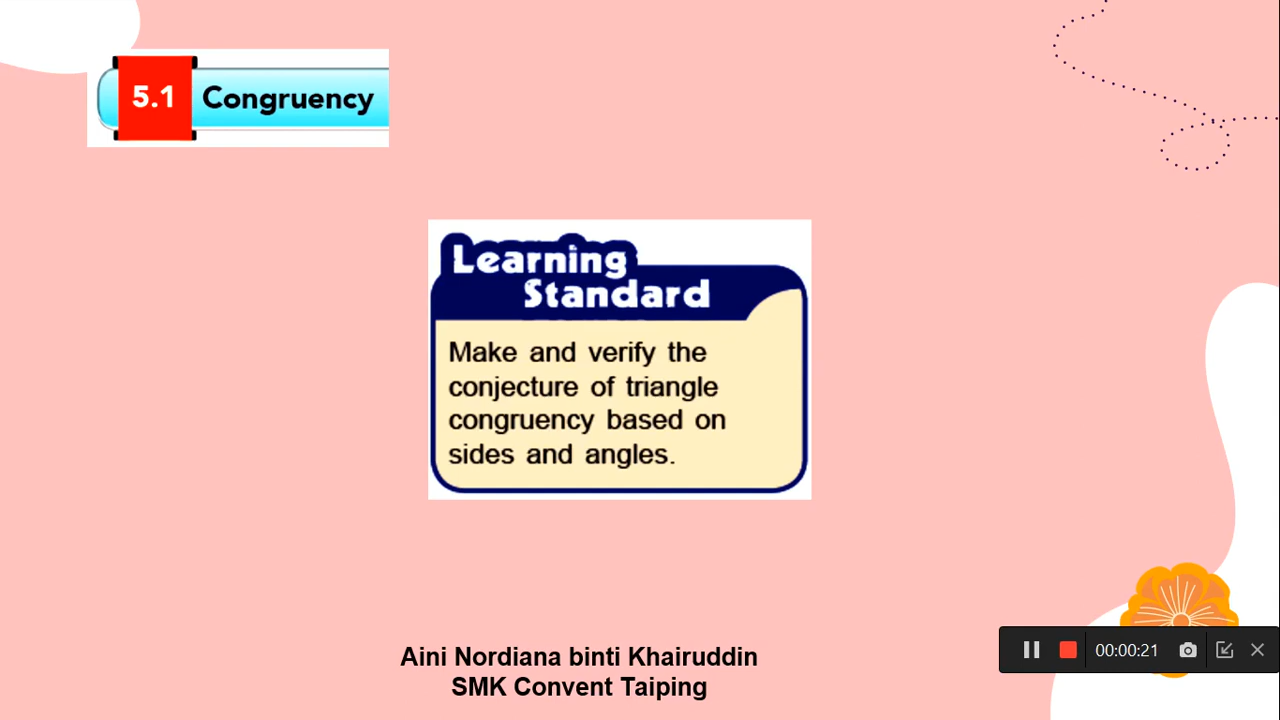 5.1 Congruency
Learning
Standard
Make and verify the
conjecture of triangle
congruency based on
sides and angles.
Aini Nordiana binti Khairuddin
SMK Convent Taiping
00:00:21